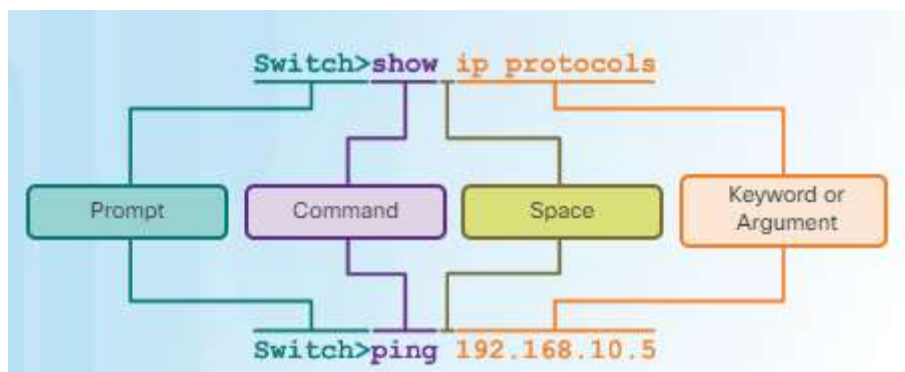 Switch>show ip protocols
Prompt
Command
Space
Keyword or
Argument
Switch>ping 192.168.10.5